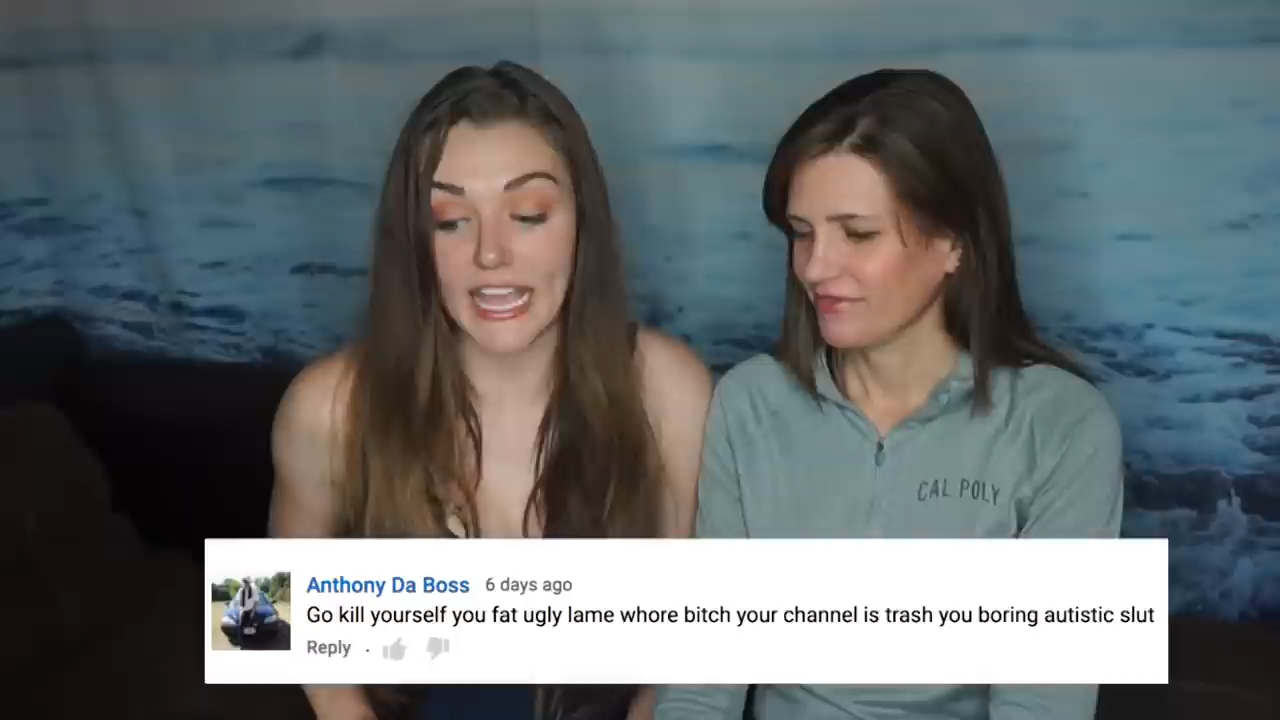 CAL POLY
Anthony Da Boss 6 days ago
Go kill yourself you fat ugly lame whore bitch your channel is trash you boring autistic slut
Reply